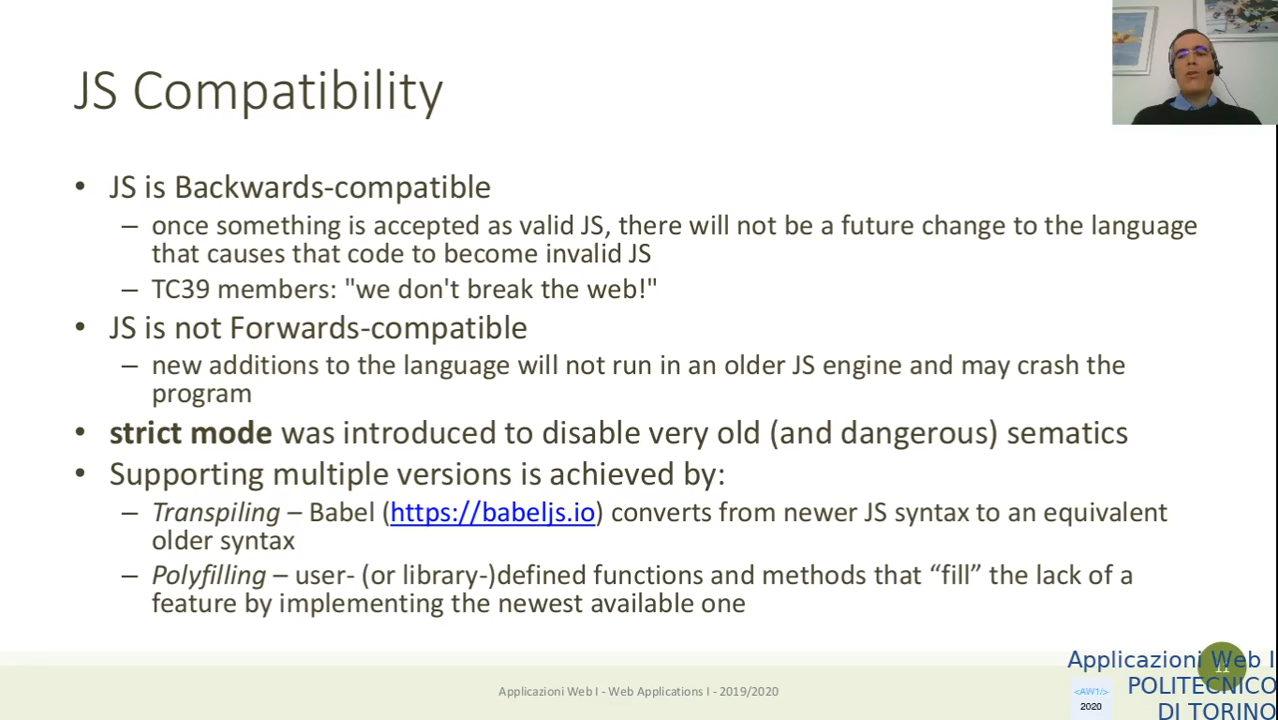 JS Compatibility
• JS is Backwards-compatible
– once something is accepted as valid JS, there will not be a future change to the language
that causes that code to become invalid JS
– TC39 members: "we don't break the web!"
• JS is not Forwards-compatible
– new additions to the language will not run in an older JS engine and may crash the
program
• strict mode was introduced to disable very old (and dangerous) sematics
• Supporting multiple versions is achieved by:
– Transpiling – Babel (https://babeljs.io) converts from newer JS syntax to an equivalent
older syntax
– Polyfilling – user- (or library-)defined functions and methods that “fill” the lack of a
feature by implementing the newest available one
Applicazioni Web I - Web Applications I - 2019/2020
11
Applicazioni Web I
POLITECNICO
DI TORINO
<AW1/>
2020